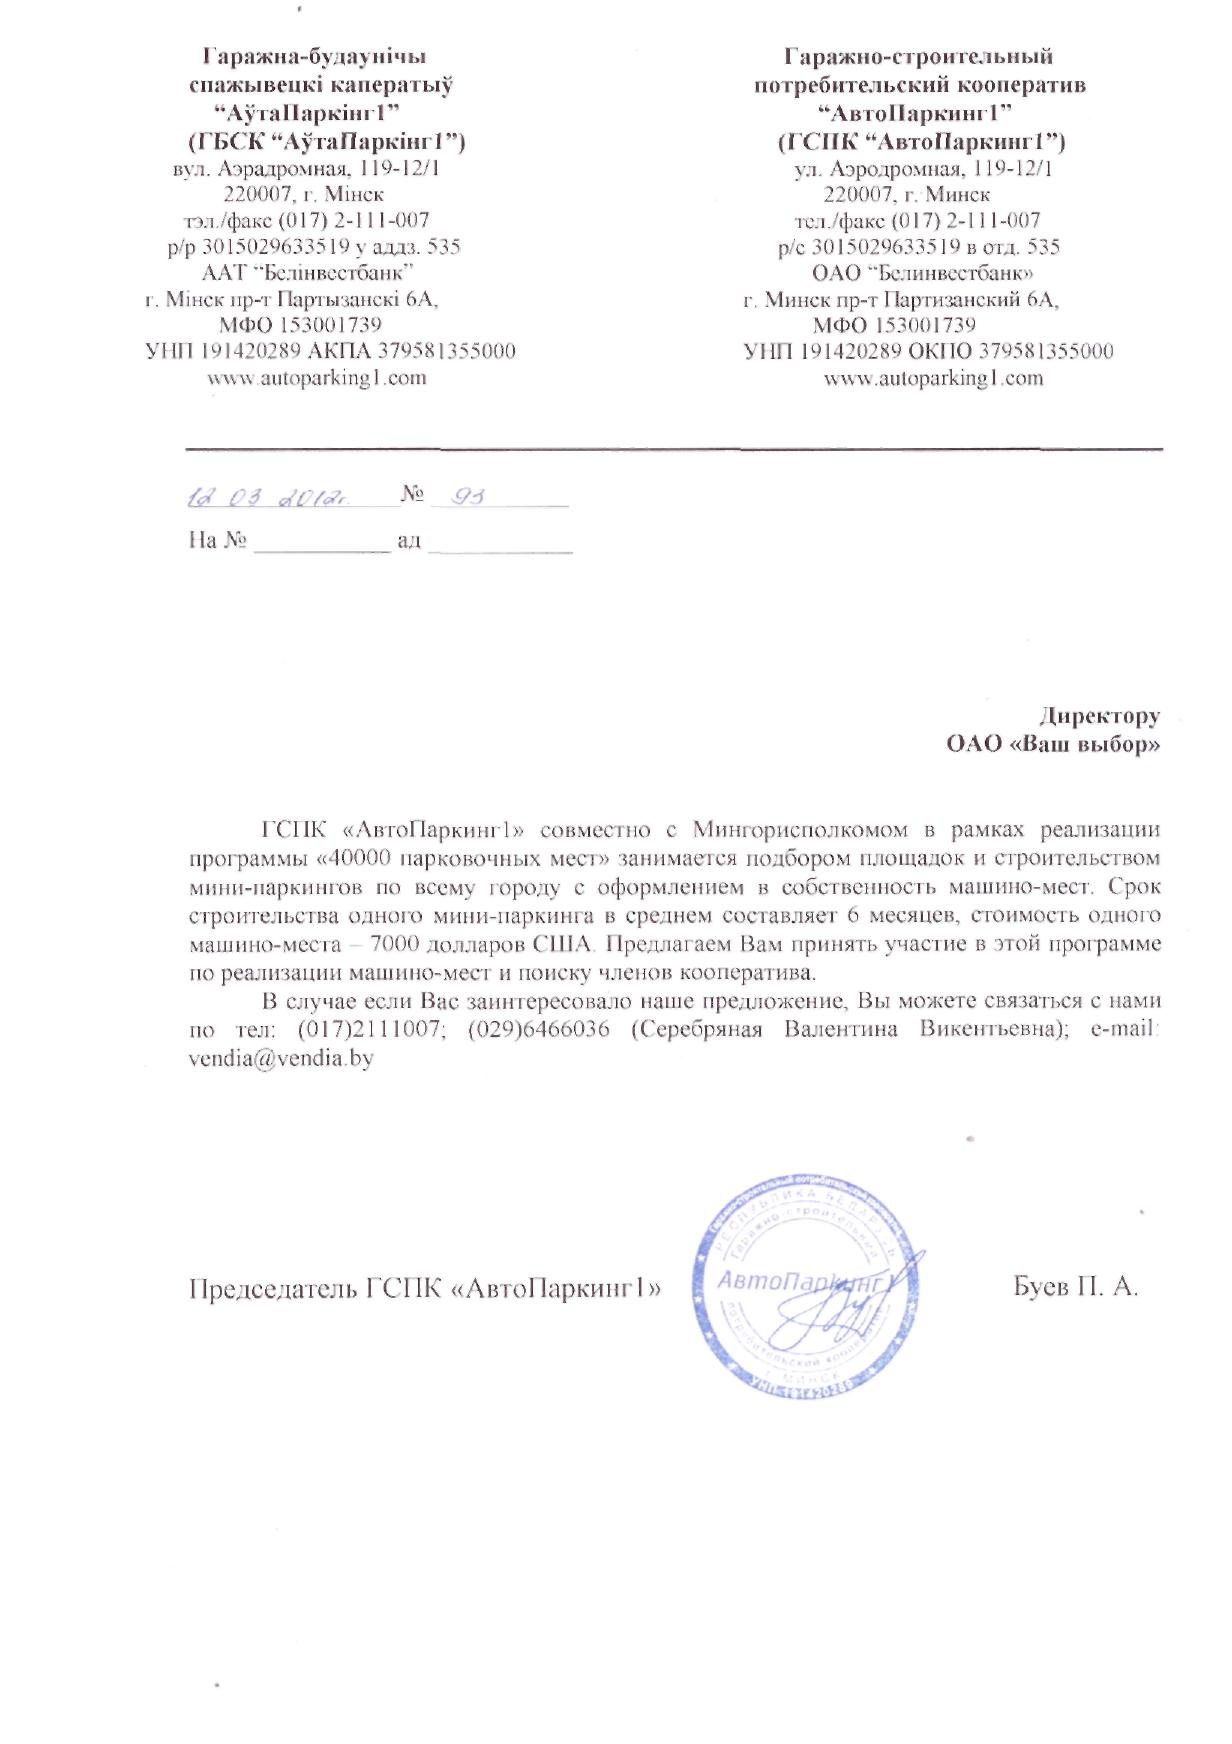 Гаражна-будаунічы
спажывецкі каператыў
“АўтаПаркінг1”
(ГБСК “АўтаПаркінг1”)
вул. Аэрадромная, 119-12/1
220007, г. Мінск
тэл./факс (017) 2-111-007
р/р 3015029633519 у аддз. 535
ААТ “Белінвестбанк”
г. Мінск пр-т Партызанскі 6А,
МФО 153001739
УНП 191420289 АКПА 379581355000
www.autoparking1.com
Гаражно-строительный
потребительский кооператив
“АвтоПаркинг1”
(ГСПК “АвтоПаркинг1”)
ул. Аэродромная, 119-12/1
220007, г. Минск
тел./факс (017) 2-111-007
р/с 3015029633519 в отд. 535
ОАО “Белинвестбанк»
г. Минск пр-т Партизанский 6А,
МФО 153001739
УНП 191420289 ОКПО 379581355000
www.autoparking1.com
12 03 2012г. № 93
На № ____________ ад ____________
Директору
ОАО «Ваш выбор»
ГСПК «АвтоПаркинг1» совместно с Мингорисполкомом в рамках реализации
программы «40000 парковочных мест» занимается подбором площадок и строительством
мини-паркингов по всему городу с оформлением в собственность машино-мест. Срок
строительства одного мини-паркинга в среднем составляет 6 месяцев, стоимость одного
машино-места – 7000 долларов США. Предлагаем Вам принять участие в этой программе
по реализации машино-мест и поиску членов кооператива.
В случае если Вас заинтересовало наше предложение, Вы можете связаться с нами
по тел: (017)2111007; (029)6466036 (Серебряная Валентина Викентьевна); e-mail:
vendia@vendia.by
Председатель ГСПК «АвтоПаркинг1»
Буев П. А.
РЕСПУБЛИКА БЕЛАРУСЬ
Гаражно-строительный
АвтоПаркинг1
потребительский кооператив
г. МИНСК
УНП 191420289